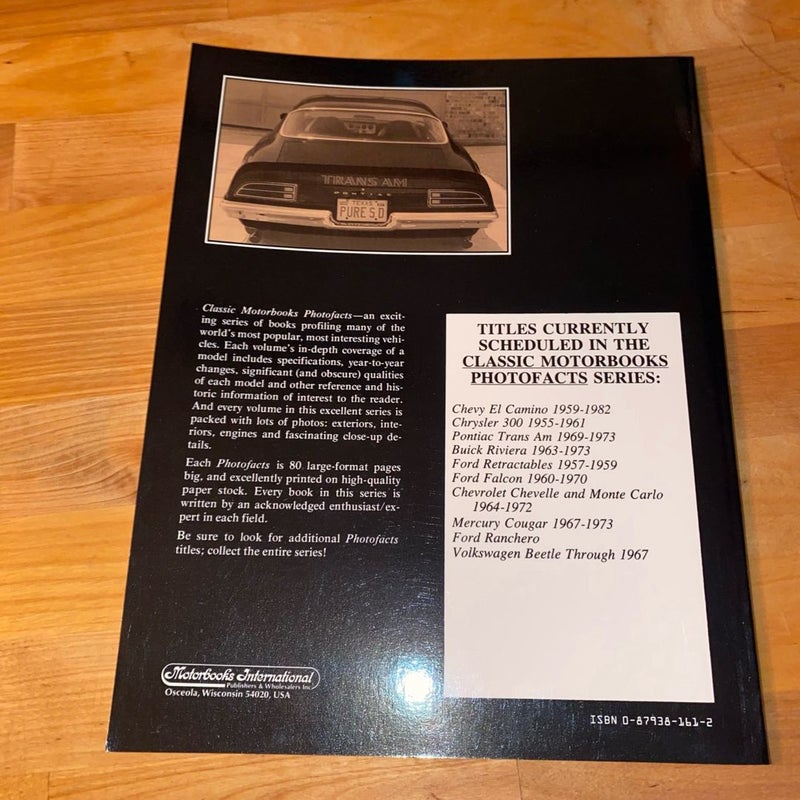 TRANS AM
PONTIAC
TEXAS
PURE S.D
Classic Motorbooks Photofacts—an excit-
ing series of books profiling many of the
world's most popular, most interesting vehi-
cles. Each volume's in-depth coverage of a
model includes specifications, year-to-year
changes, significant (and obscure) qualities
of each model and other reference and his-
toric information of interest to the reader.
And every volume in this excellent series is
packed with lots of photos: exteriors, inte-
riors, engines and fascinating close-up de-
tails.
Each Photofacts is 80 large-format pages
big, and excellently printed on high-quality
paper stock. Every book in this series is
written by an acknowledged enthusiast/ex-
pert in each field.
Be sure to look for additional Photofacts
titles; collect the entire series!
Motorbooks International
Publishers & Wholesalers Inc
Osceola, Wisconsin 54020, USA
TITLES CURRENTLY
SCHEDULED IN THE
CLASSIC MOTORBOOKS
PHOTOFACTS SERIES:
Chevy El Camino 1959-1982
Chrysler 300 1955-1961
Pontiac Trans Am 1969-1973
Buick Riviera 1963-1973
Ford Retractables 1957-1959
Ford Falcon 1960-1970
Chevrolet Chevelle and Monte Carlo
1964-1972
Mercury Cougar 1967-1973
Ford Ranchero
Volkswagen Beetle Through 1967
ISBN 0-87938-161-2